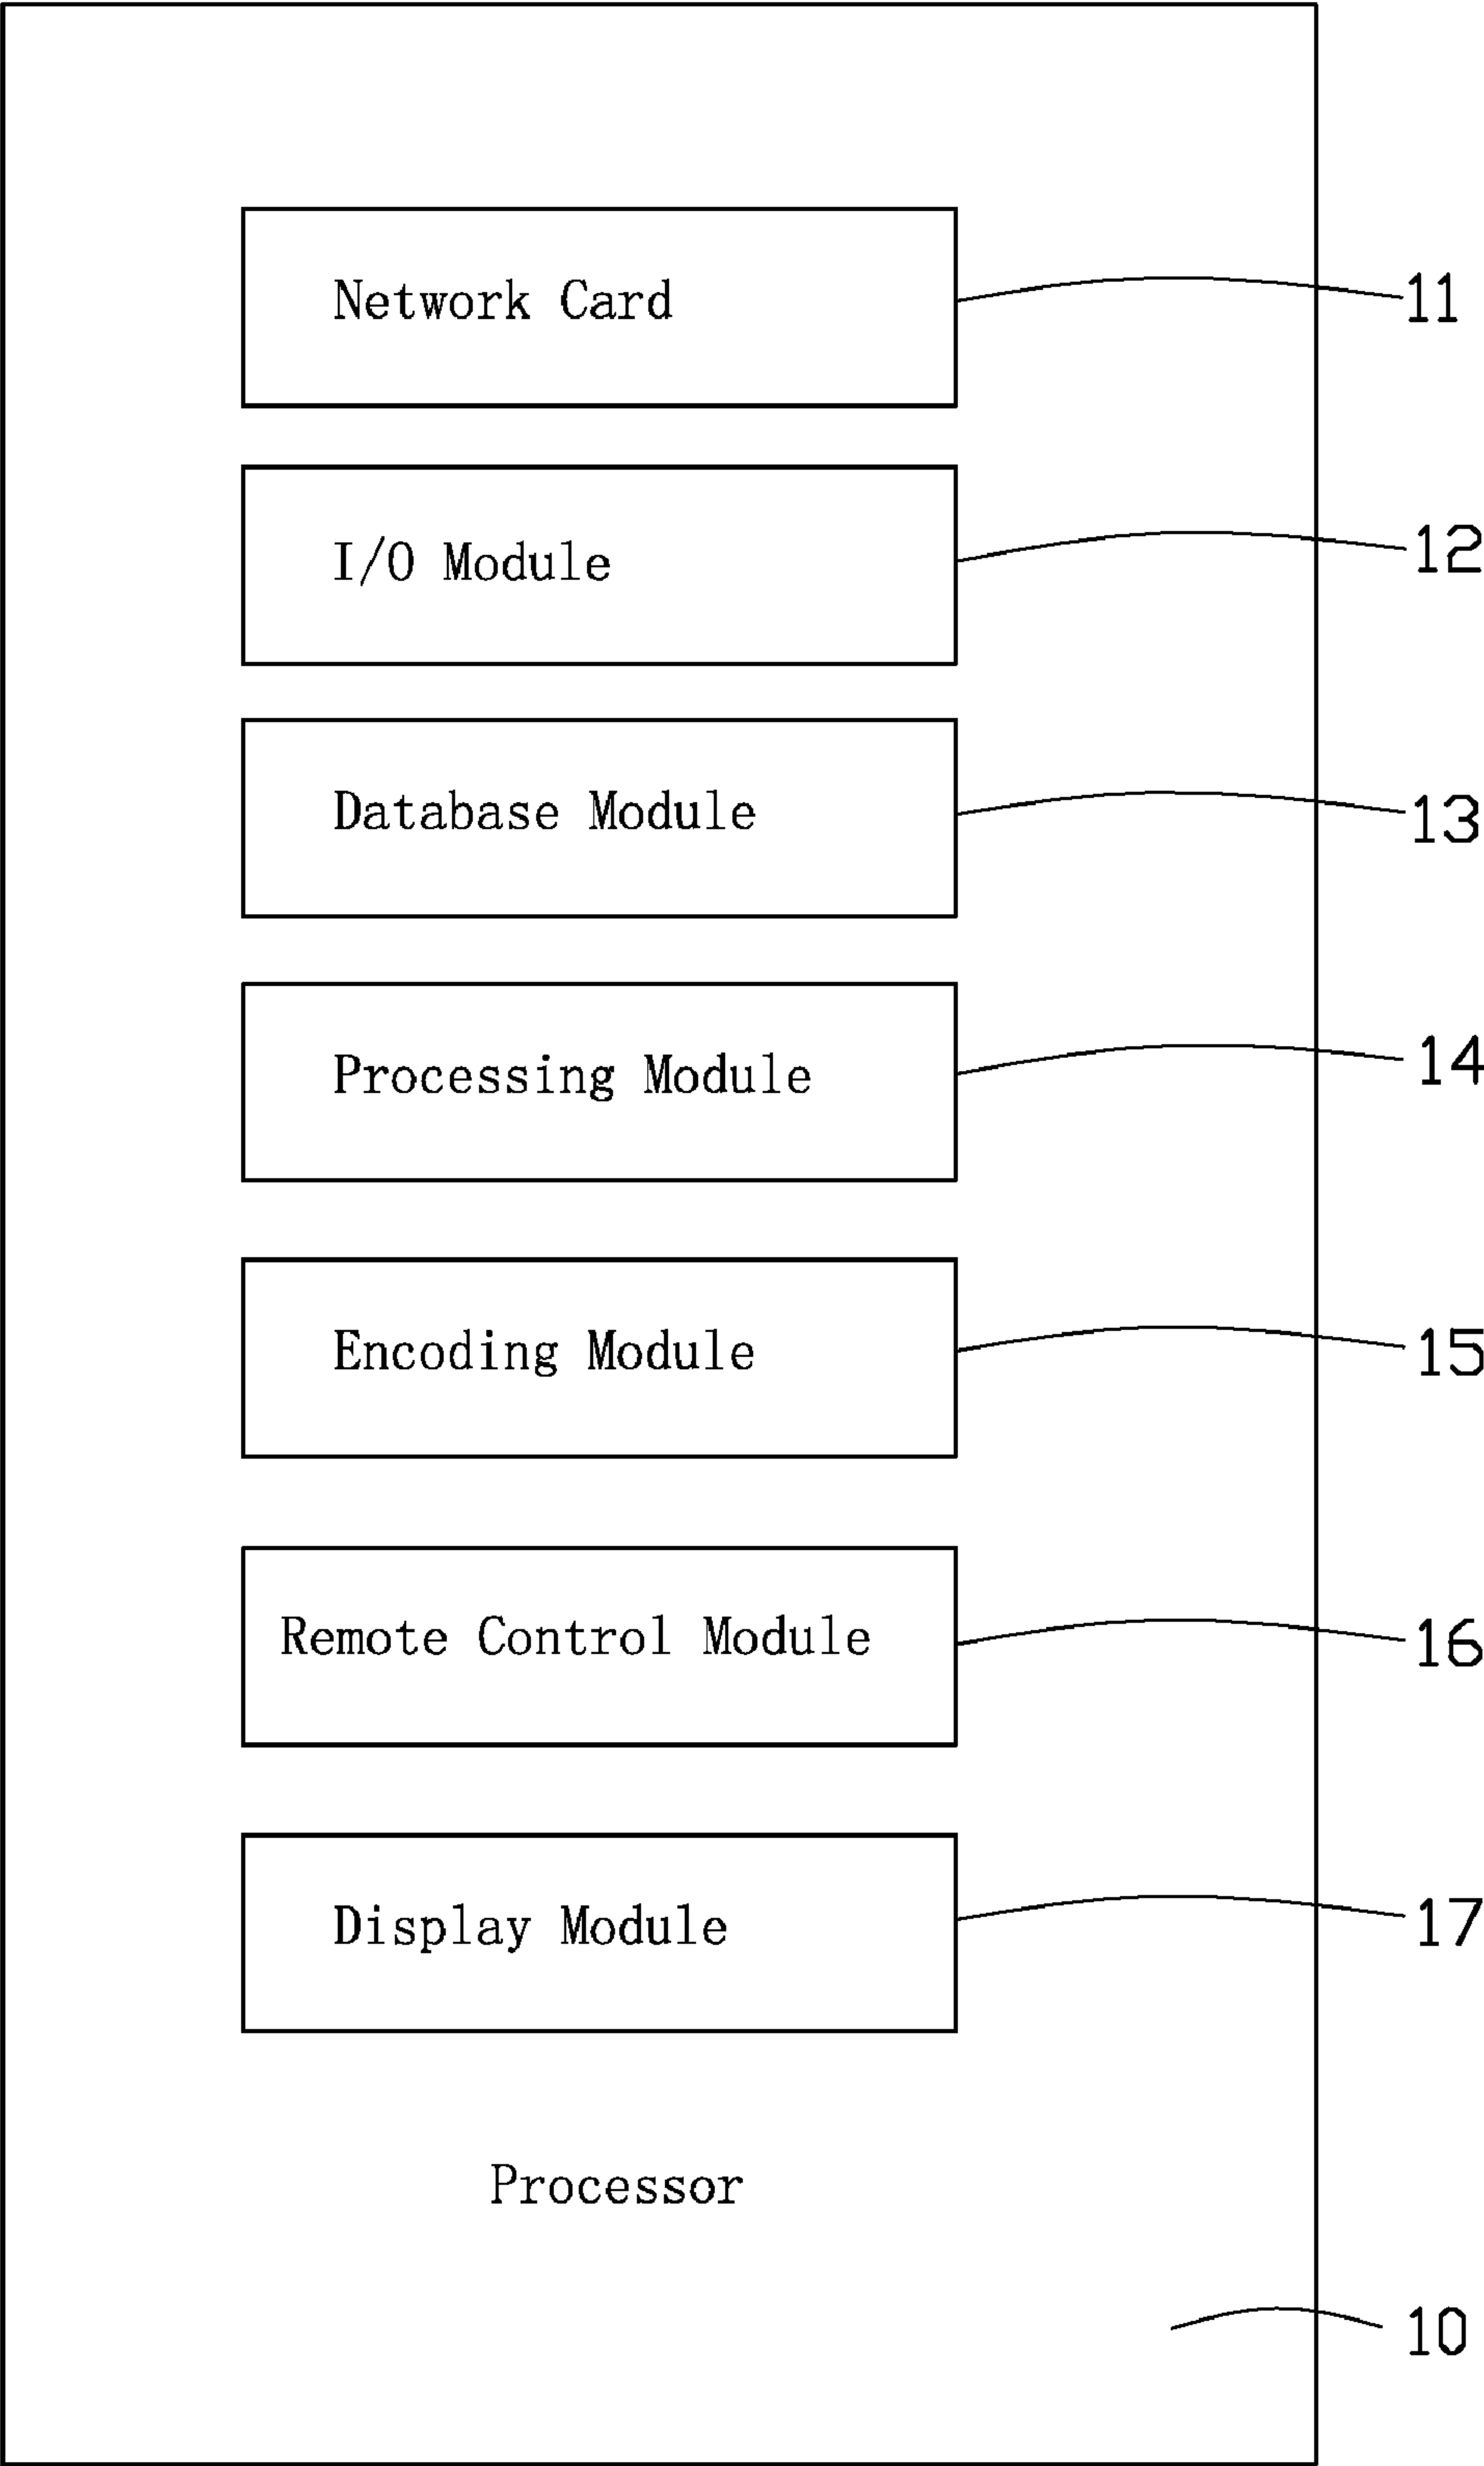 Network Card 11
I/O Module 12
Database Module 13
Processing Module 14
Encoding Module 15
Remote Control Module 16
Display Module 17
Processor
10